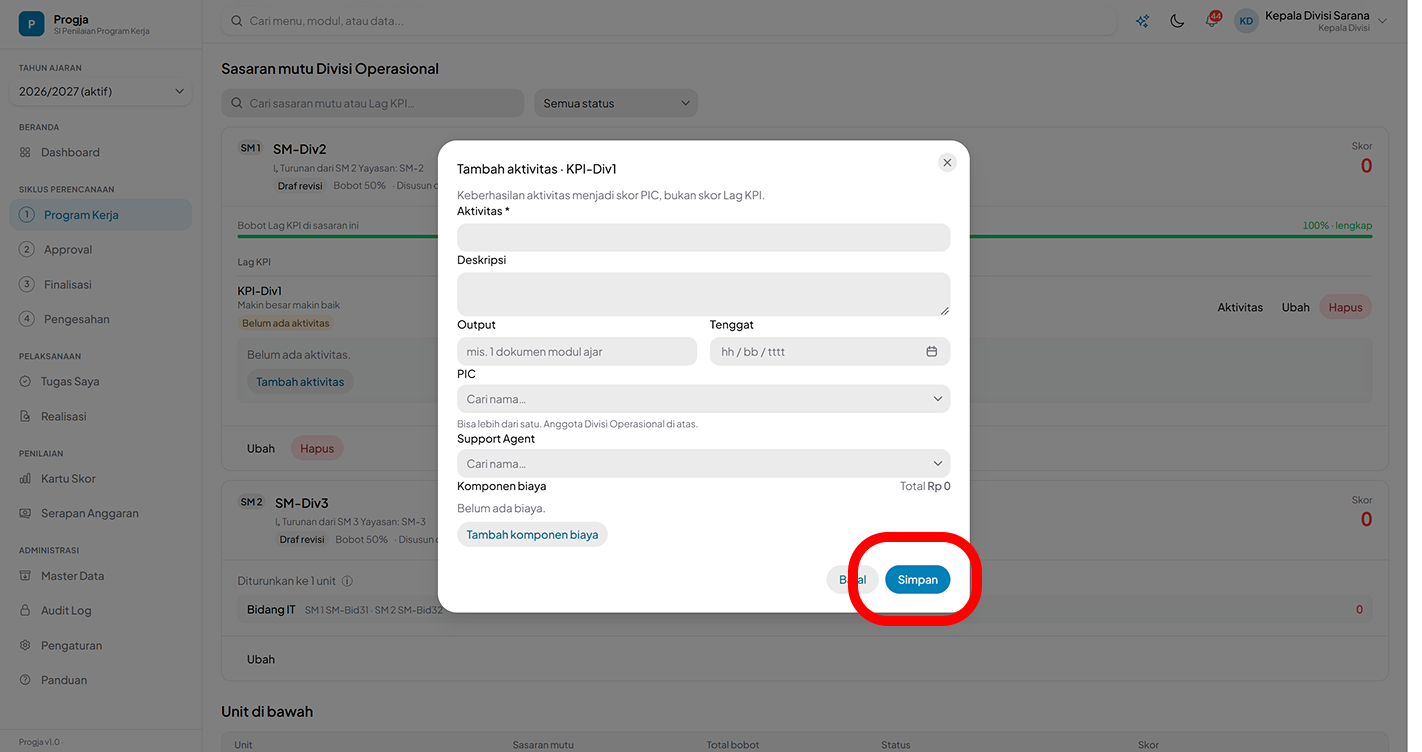 P
Progja
SI Penilaian Program Kerja
Cari menu, modul, atau data...
44
KD
Kepala Divisi Sarana
Kepala Divisi
TAHUN AJARAN
2026/2027 (aktif)
BERANDA
Dashboard
SIKLUS PERENCANAAN
1 Program Kerja
2 Approval
3 Finalisasi
4 Pengesahan
PELAKSANAAN
Tugas Saya
Realisasi
PENILAIAN
Kartu Skor
Serapan Anggaran
ADMINISTRASI
Master Data
Audit Log
Pengaturan
Panduan
Progja v1.0
Sasaran mutu Divisi Operasional
Cari sasaran mutu atau Lag KPI...
Semua status
SM 1 SM-Div2
Turunan dari SM 2 Yayasan: SM-2
Draf revisi Bobot 50% · Disusun
Skor
0
Bobot Lag KPI di sasaran ini
100% · lengkap
Lag KPI
KPI-Div1
Makin besar makin baik
Belum ada aktivitas
Aktivitas Ubah Hapus
Belum ada aktivitas.
Tambah aktivitas
Ubah Hapus
SM 2 SM-Div3
Turunan dari SM 3 Yayasan: SM-3
Draf revisi Bobot 50% · Disusun
Skor
0
Diturunkan ke 1 unit
Bidang IT SM 1 SM-Bid31 · SM 2 SM-Bid32
0
Ubah
Unit di bawah
Unit Sasaran mutu Total bobot Status Skor
Tambah aktivitas · KPI-Div1
Keberhasilan aktivitas menjadi skor PIC, bukan skor Lag KPI.
Aktivitas *
Deskripsi
Output Tenggat
mis. 1 dokumen modul ajar hh / bb / tttt
PIC
Cari nama...
Bisa lebih dari satu. Anggota Divisi Operasional di atas.
Support Agent
Cari nama...
Komponen biaya Total Rp 0
Belum ada biaya.
Tambah komponen biaya
Simpan